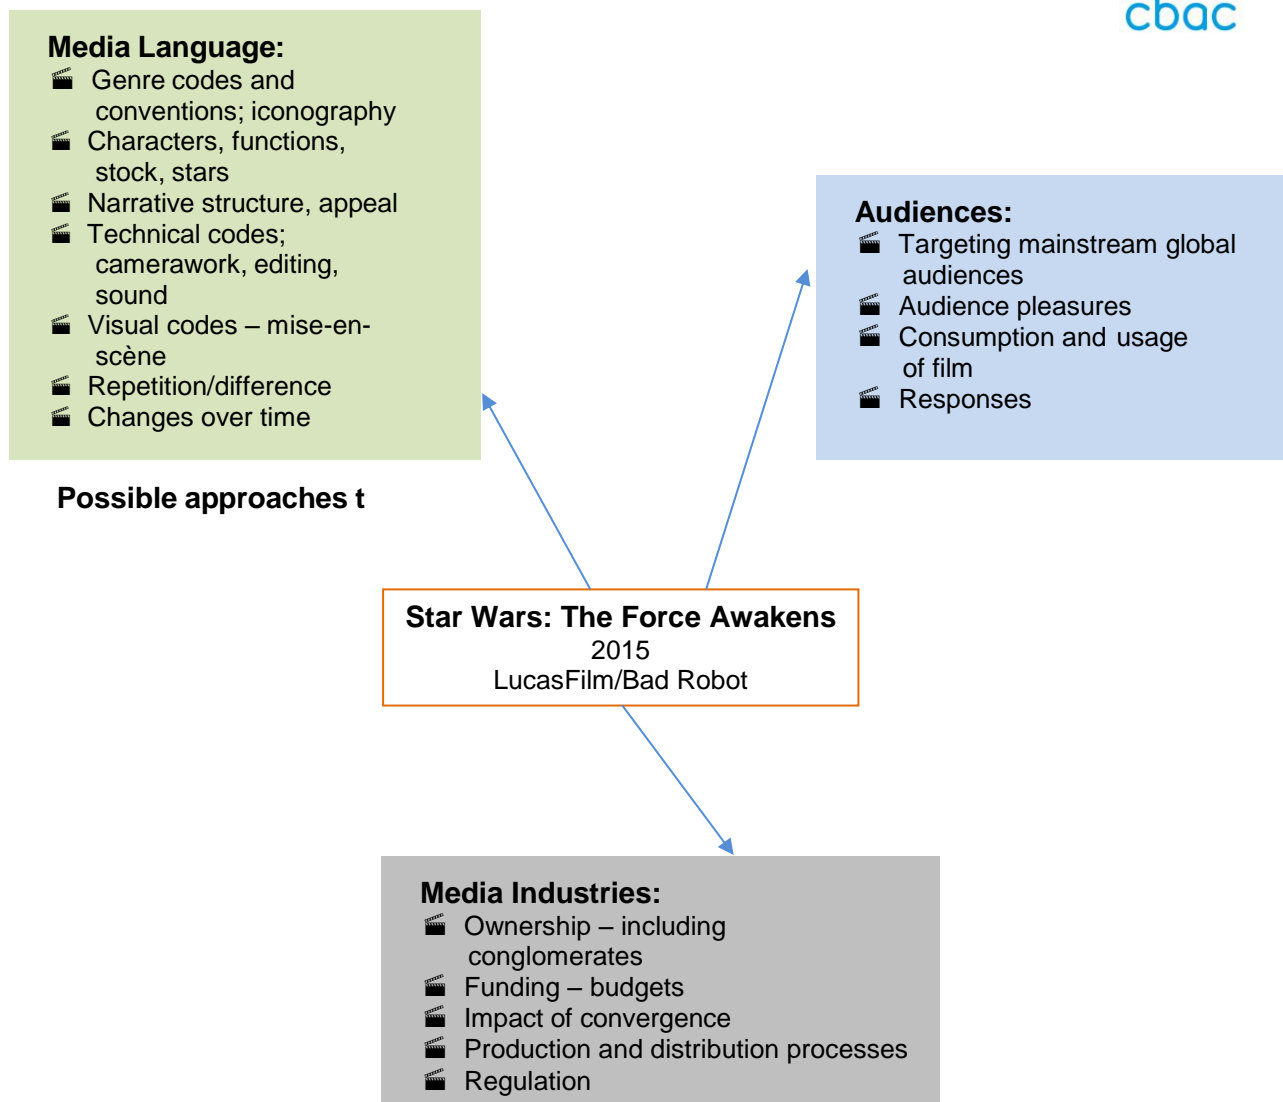 cbac
Media Language:
Genre codes and
conventions; iconography
Characters, functions,
stock, stars
Narrative structure, appeal
Technical codes;
camerawork, editing,
sound
Visual codes – mise-en-
scène
Repetition/difference
Changes over time
Audiences:
Targeting mainstream global
audiences
Audience pleasures
Consumption and usage
of film
Responses
Possible approaches t
Star Wars: The Force Awakens
2015
LucasFilm/Bad Robot
Media Industries:
Ownership – including
conglomerates
Funding – budgets
Impact of convergence
Production and distribution processes
Regulation